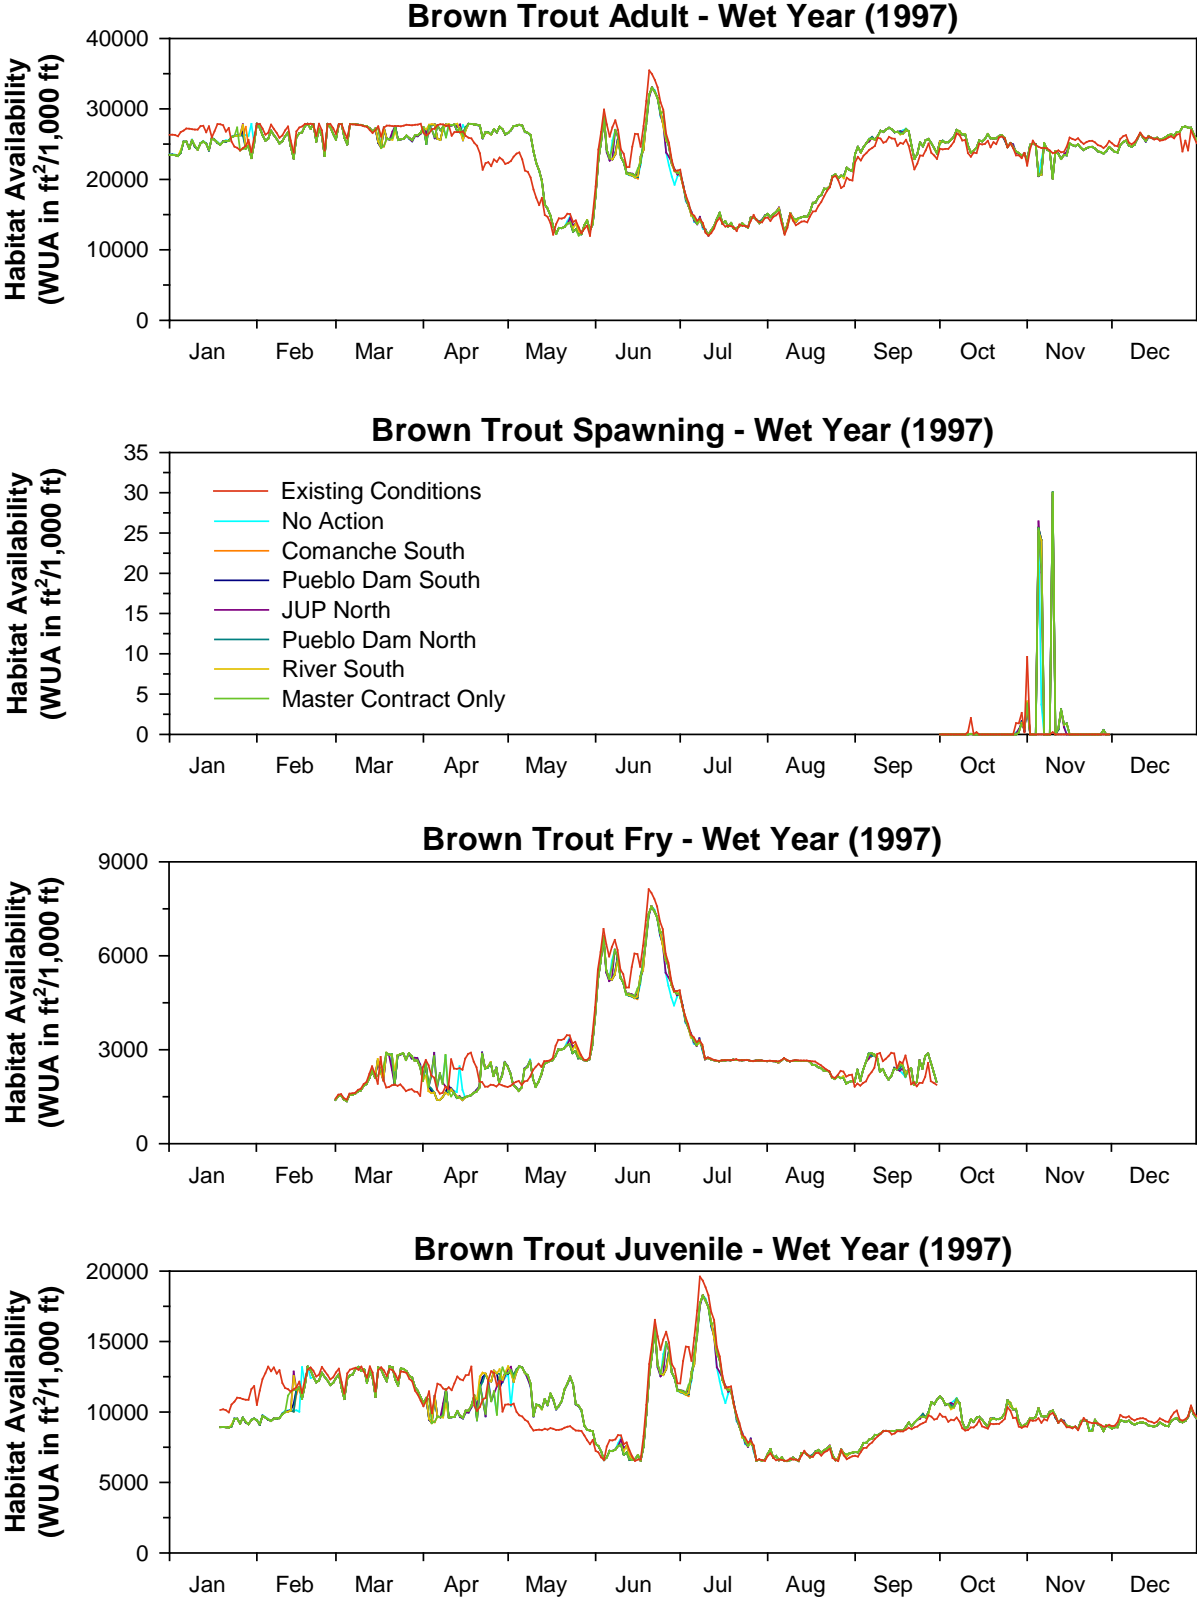 Brown Trout Adult - Wet Year (1997)
Habitat Availability
(WUA in ft²/1,000 ft)
40000
30000
20000
10000
0
Jan Feb Mar Apr May Jun Jul Aug Sep Oct Nov Dec
Brown Trout Spawning - Wet Year (1997)
Habitat Availability
(WUA in ft²/1,000 ft)
35
30
25
20
15
10
5
0
Existing Conditions
No Action
Comanche South
Pueblo Dam South
JUP North
Pueblo Dam North
River South
Master Contract Only
Jan Feb Mar Apr May Jun Jul Aug Sep Oct Nov Dec
Brown Trout Fry - Wet Year (1997)
Habitat Availability
(WUA in ft²/1,000 ft)
9000
6000
3000
0
Jan Feb Mar Apr May Jun Jul Aug Sep Oct Nov Dec
Brown Trout Juvenile - Wet Year (1997)
Habitat Availability
(WUA in ft²/1,000 ft)
20000
15000
10000
5000
0
Jan Feb Mar Apr May Jun Jul Aug Sep Oct Nov Dec